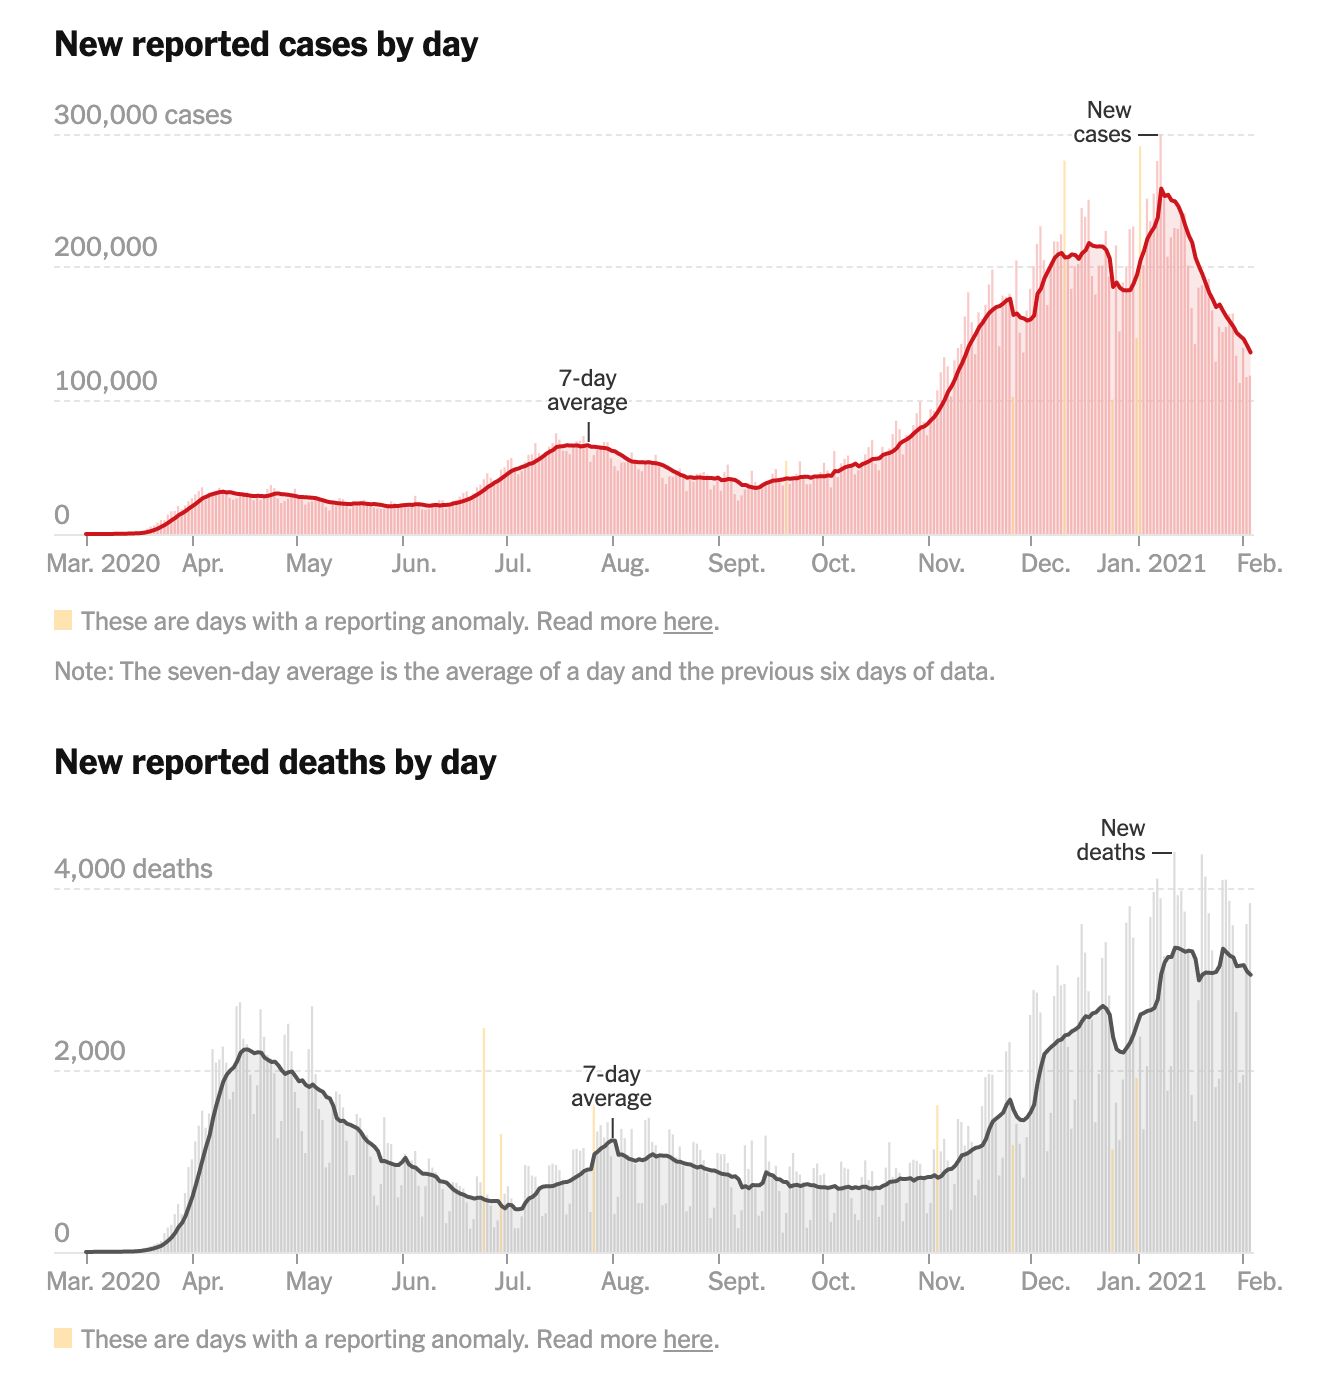 New reported cases by day
300,000 cases
New
cases
200,000
100,000
7-day
average
0
Mar. 2020 Apr. May Jun. Jul. Aug. Sept. Oct. Nov. Dec. Jan. 2021 Feb.
These are days with a reporting anomaly. Read more here.
Note: The seven-day average is the average of a day and the previous six days of data.
New reported deaths by day
New
deaths
4,000 deaths
2,000
7-day
average
0
Mar. 2020 Apr. May Jun. Jul. Aug. Sept. Oct. Nov. Dec. Jan. 2021 Feb.
These are days with a reporting anomaly. Read more here.